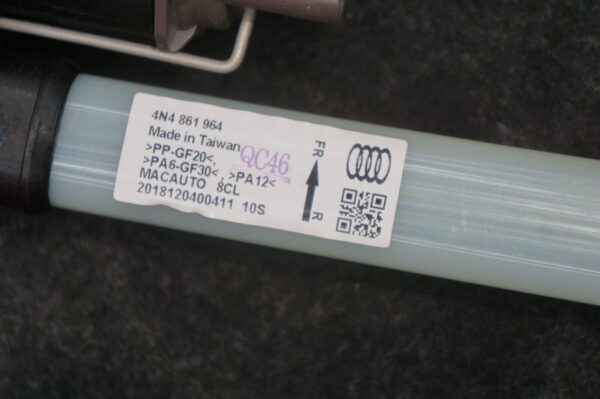 4N4 861 964
Made in Taiwan
>PP-GF20<,
>PA6-GF30<, >PA12<
MACAUTO 8CL
2018120400411 10S
QC46
FR
R